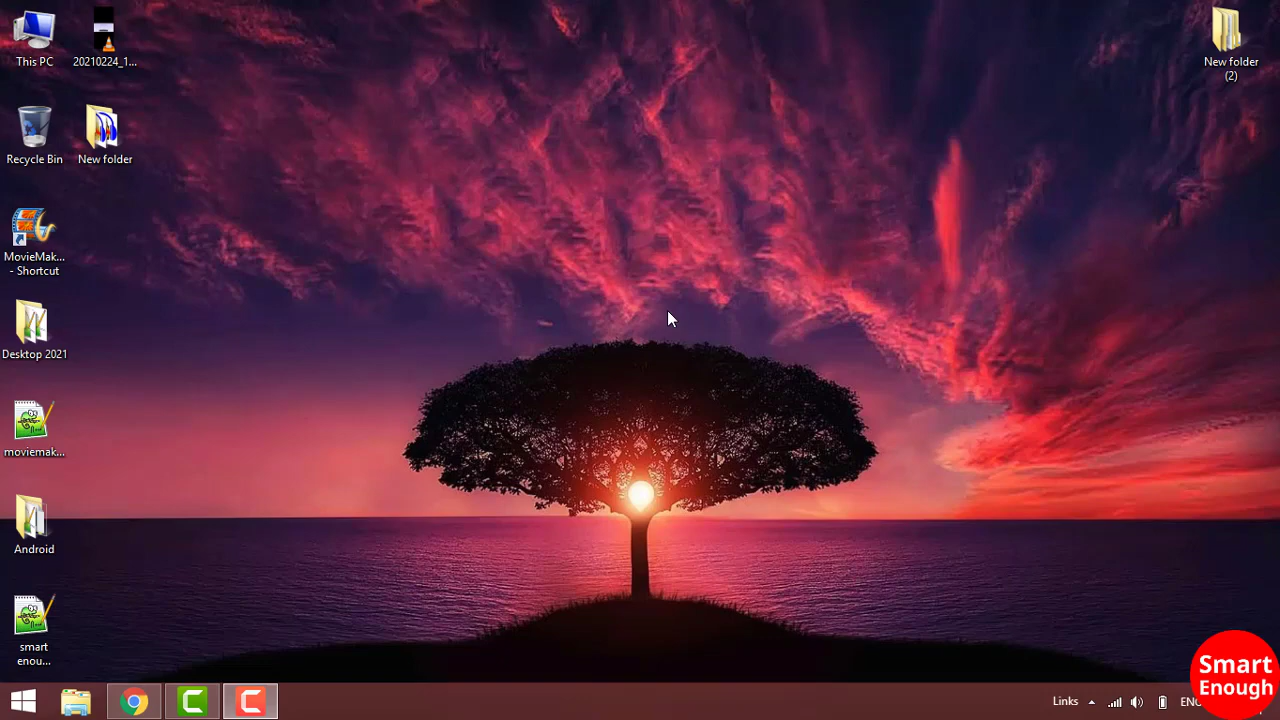 This PC
20210224_1...
New folder
(2)
Recycle Bin
New folder
MovieMak...
- Shortcut
Desktop 2021
moviemak...
Android
smart
enou...
Links
ENG
Smart
Enough